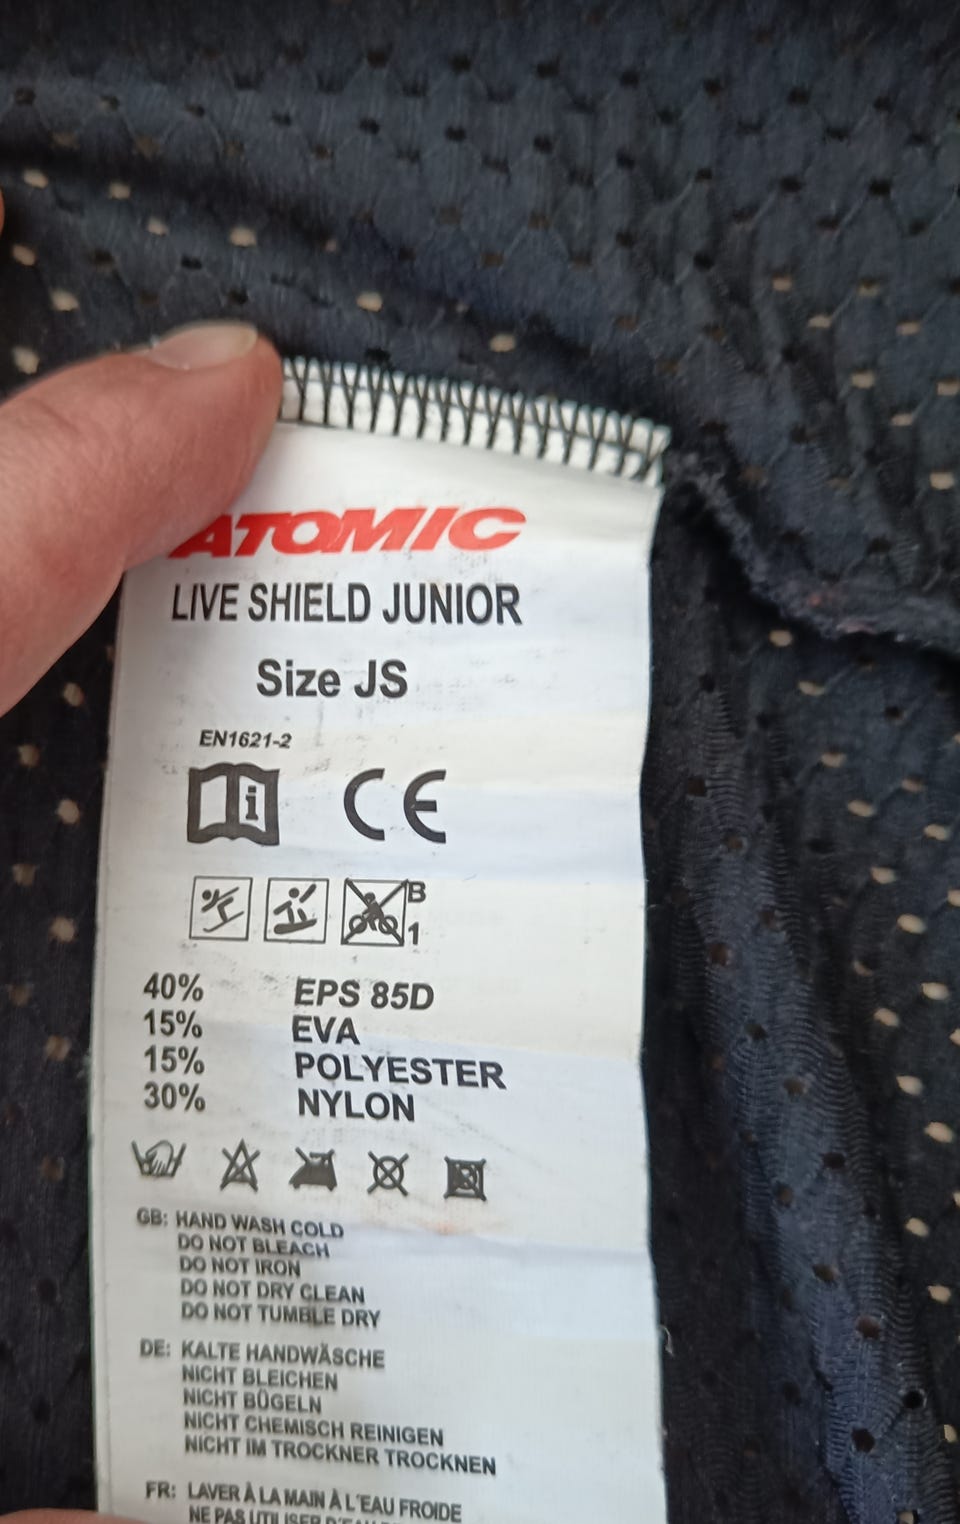 ATOMIC
LIVE SHIELD JUNIOR
Size JS
EN1621-2
i CE
B
1
40% EPS 85D
15% EVA
15% POLYESTER
30% NYLON
GB: HAND WASH COLD
DO NOT BLEACH
DO NOT IRON
DO NOT DRY CLEAN
DO NOT TUMBLE DRY
DE: KALTE HANDWÄSCHE
NICHT BLEICHEN
NICHT BÜGELN
NICHT CHEMISCH REINIGEN
NICHT IM TROCKNER TROCKNEN
FR: LAVER À LA MAIN À L´EAU FROIDE
NE PAS UTILISER